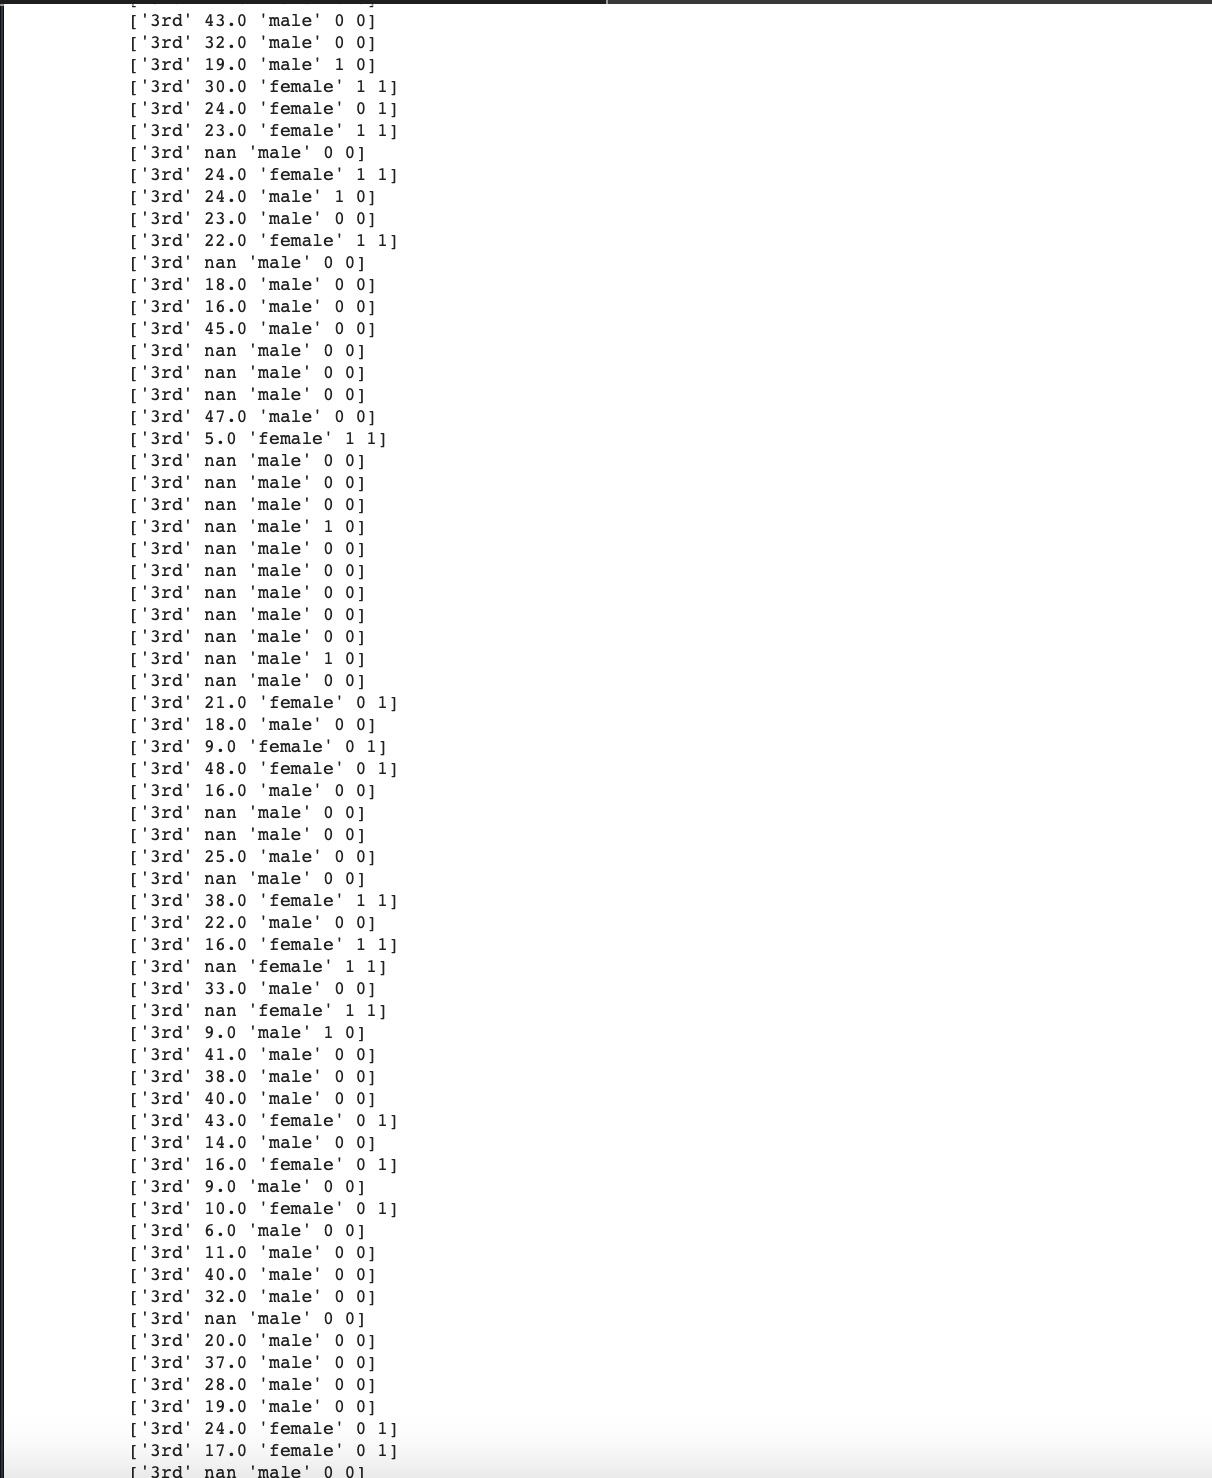 ['3rd' 43.0 'male' 0 0]
['3rd' 32.0 'male' 0 0]
['3rd' 19.0 'male' 1 0]
['3rd' 30.0 'female' 1 1]
['3rd' 24.0 'female' 0 1]
['3rd' 23.0 'female' 1 1]
['3rd' nan 'male' 0 0]
['3rd' 24.0 'female' 1 1]
['3rd' 24.0 'male' 1 0]
['3rd' 23.0 'male' 0 0]
['3rd' 22.0 'female' 1 1]
['3rd' nan 'male' 0 0]
['3rd' 18.0 'male' 0 0]
['3rd' 16.0 'male' 0 0]
['3rd' 45.0 'male' 0 0]
['3rd' nan 'male' 0 0]
['3rd' nan 'male' 0 0]
['3rd' nan 'male' 0 0]
['3rd' 47.0 'male' 0 0]
['3rd' 5.0 'female' 1 1]
['3rd' nan 'male' 0 0]
['3rd' nan 'male' 0 0]
['3rd' nan 'male' 0 0]
['3rd' nan 'male' 1 0]
['3rd' nan 'male' 0 0]
['3rd' nan 'male' 0 0]
['3rd' nan 'male' 0 0]
['3rd' nan 'male' 0 0]
['3rd' nan 'male' 0 0]
['3rd' nan 'male' 1 0]
['3rd' nan 'male' 0 0]
['3rd' 21.0 'female' 0 1]
['3rd' 18.0 'male' 0 0]
['3rd' 9.0 'female' 0 1]
['3rd' 48.0 'female' 0 1]
['3rd' 16.0 'male' 0 0]
['3rd' nan 'male' 0 0]
['3rd' nan 'male' 0 0]
['3rd' 25.0 'male' 0 0]
['3rd' nan 'male' 0 0]
['3rd' 38.0 'female' 1 1]
['3rd' 22.0 'male' 0 0]
['3rd' 16.0 'female' 1 1]
['3rd' nan 'female' 1 1]
['3rd' 33.0 'male' 0 0]
['3rd' nan 'female' 1 1]
['3rd' 9.0 'male' 1 0]
['3rd' 41.0 'male' 0 0]
['3rd' 38.0 'male' 0 0]
['3rd' 40.0 'male' 0 0]
['3rd' 43.0 'female' 0 1]
['3rd' 14.0 'male' 0 0]
['3rd' 16.0 'female' 0 1]
['3rd' 9.0 'male' 0 0]
['3rd' 10.0 'female' 0 1]
['3rd' 6.0 'male' 0 0]
['3rd' 11.0 'male' 0 0]
['3rd' 40.0 'male' 0 0]
['3rd' 32.0 'male' 0 0]
['3rd' nan 'male' 0 0]
['3rd' 20.0 'male' 0 0]
['3rd' 37.0 'male' 0 0]
['3rd' 28.0 'male' 0 0]
['3rd' 19.0 'male' 0 0]
['3rd' 24.0 'female' 0 1]
['3rd' 17.0 'female' 0 1]
['3rd' nan 'male' 0 0]